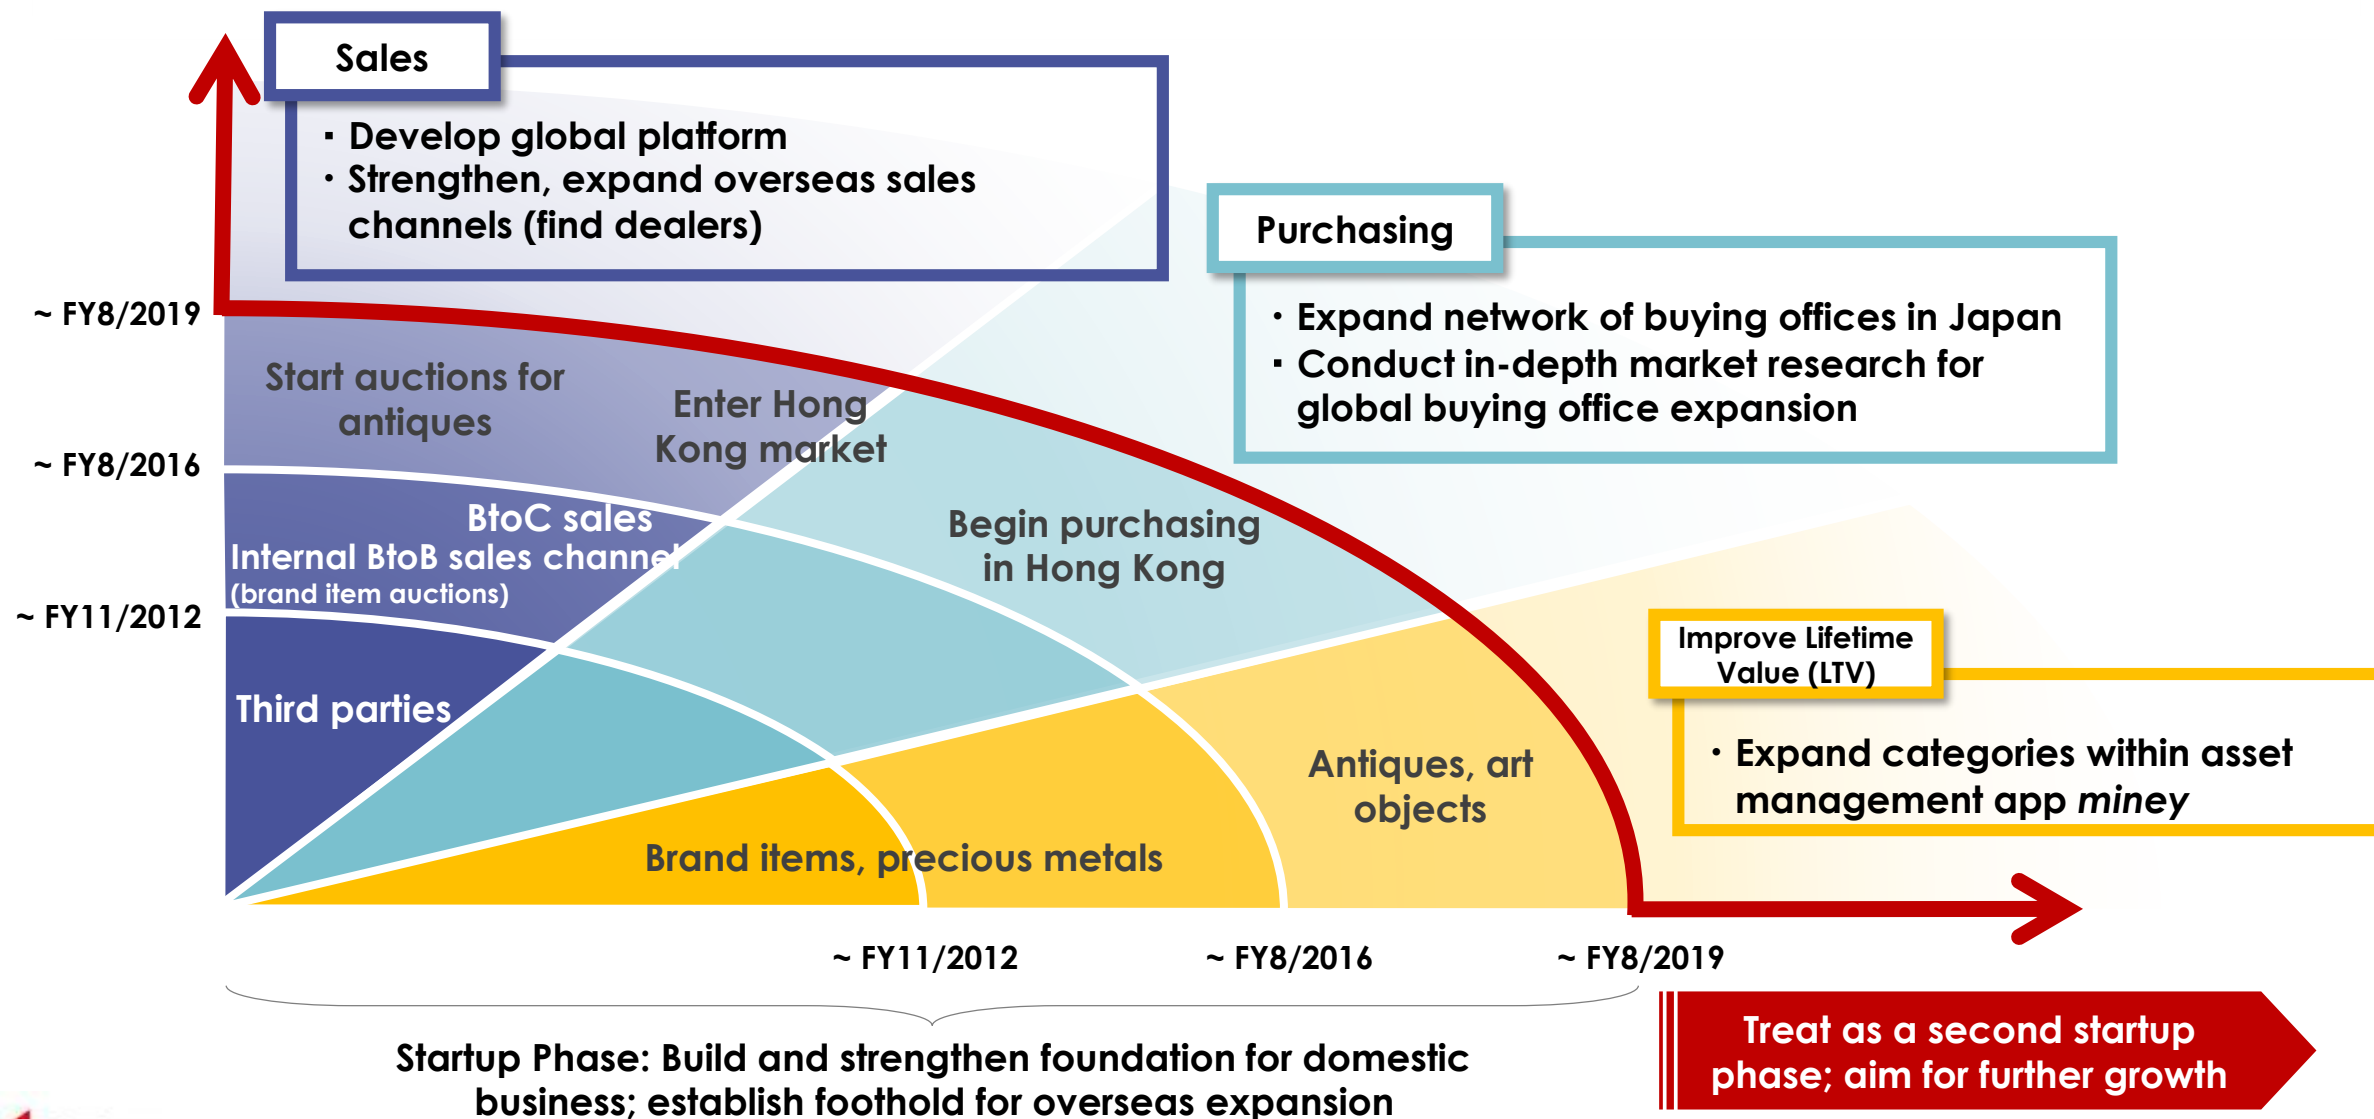 Sales
・Develop global platform
・Strengthen, expand overseas sales
channels (find dealers)
Purchasing
・Expand network of buying offices in Japan
・Conduct in-depth market research for
global buying office expansion
~ FY8/2019
Start auctions for
antiques
Enter Hong
Kong market
~ FY8/2016
BtoC sales
Internal BtoB sales channel
(brand item auctions)
Begin purchasing
in Hong Kong
~ FY11/2012
Third parties
Improve Lifetime
Value (LTV)
・Expand categories within asset
management app miney
Antiques, art
objects
Brand items, precious metals
~ FY11/2012
~ FY8/2016
~ FY8/2019
Startup Phase: Build and strengthen foundation for domestic
business; establish foothold for overseas expansion
Treat as a second startup
phase; aim for further growth